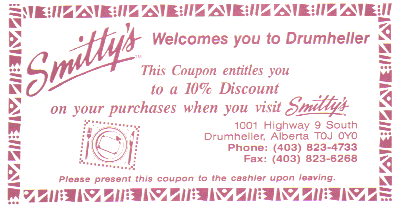 Smitty's™ Welcomes you to Drumheller
This Coupon entitles you
to a 10% Discount
on your purchases when you visit Smitty's
1001 Highway 9 South
Drumheller, Alberta T0J 0Y0
Phone: (403) 823-4733
Fax: (403) 823-6268
Please present this coupon to the cashier upon leaving.